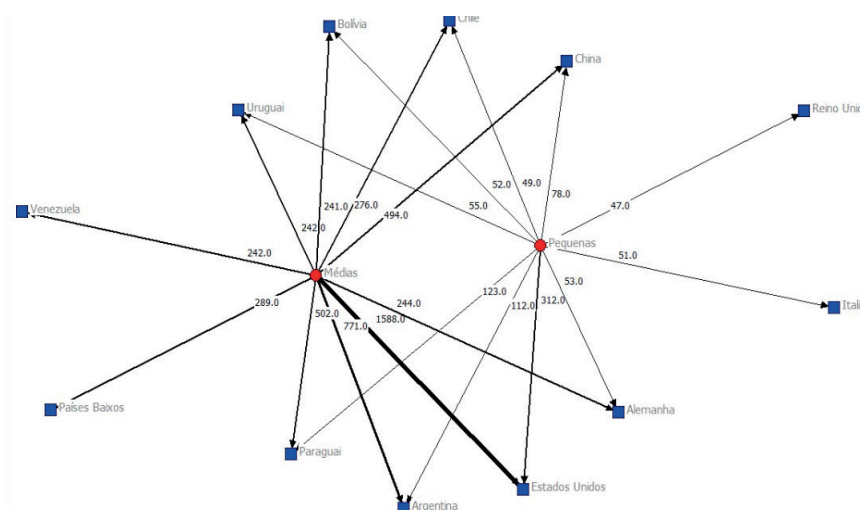 Chile
Bolívia
China
Uruguai
Reino Unid
52.0
49.0
78.0
241.0
276.0
55.0
47.0
494.0
Venezuela
242.0
Pequenas
242.0
51.0
Médias
53.0
123.0
289.0
244.0
112.0
312.0
Itáli
502.0
1588.0
771.0
Países Baixos
Alemanha
Paraguai
Estados Unidos
Argentina